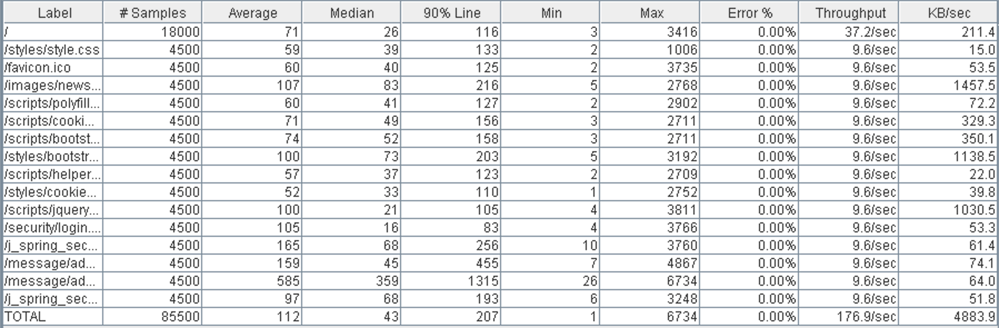 Label # Samples Average Median 90% Line Min Max Error % Throughput KB/sec
/ 18000 71 26 116 3 3416 0.00% 37.2/sec 211.4
/styles/style.css 4500 59 39 133 2 1006 0.00% 9.6/sec 15.0
/favicon.ico 4500 60 40 125 2 3735 0.00% 9.6/sec 53.5
/images/news... 4500 107 83 216 5 2768 0.00% 9.6/sec 1457.5
/scripts/polyfill... 4500 60 41 127 2 2902 0.00% 9.6/sec 72.2
/scripts/cooki... 4500 71 49 156 3 2711 0.00% 9.6/sec 329.3
/scripts/bootst... 4500 74 52 158 3 2711 0.00% 9.6/sec 350.1
/styles/bootstr... 4500 100 73 203 5 3192 0.00% 9.6/sec 1138.5
/scripts/helper... 4500 57 37 123 2 2709 0.00% 9.6/sec 22.0
/styles/cookie... 4500 52 33 110 1 2752 0.00% 9.6/sec 39.8
/scripts/jquery... 4500 100 21 105 4 3811 0.00% 9.6/sec 1030.5
/security/login.... 4500 105 16 83 4 3766 0.00% 9.6/sec 53.3
/j_spring_sec... 4500 165 68 256 10 3760 0.00% 9.6/sec 61.4
/message/ad... 4500 159 45 455 7 4867 0.00% 9.6/sec 74.1
/message/ad... 4500 585 359 1315 26 6734 0.00% 9.6/sec 64.0
/j_spring_sec... 4500 97 68 193 6 3248 0.00% 9.6/sec 51.8
TOTAL 85500 112 43 207 1 6734 0.00% 176.9/sec 4883.9